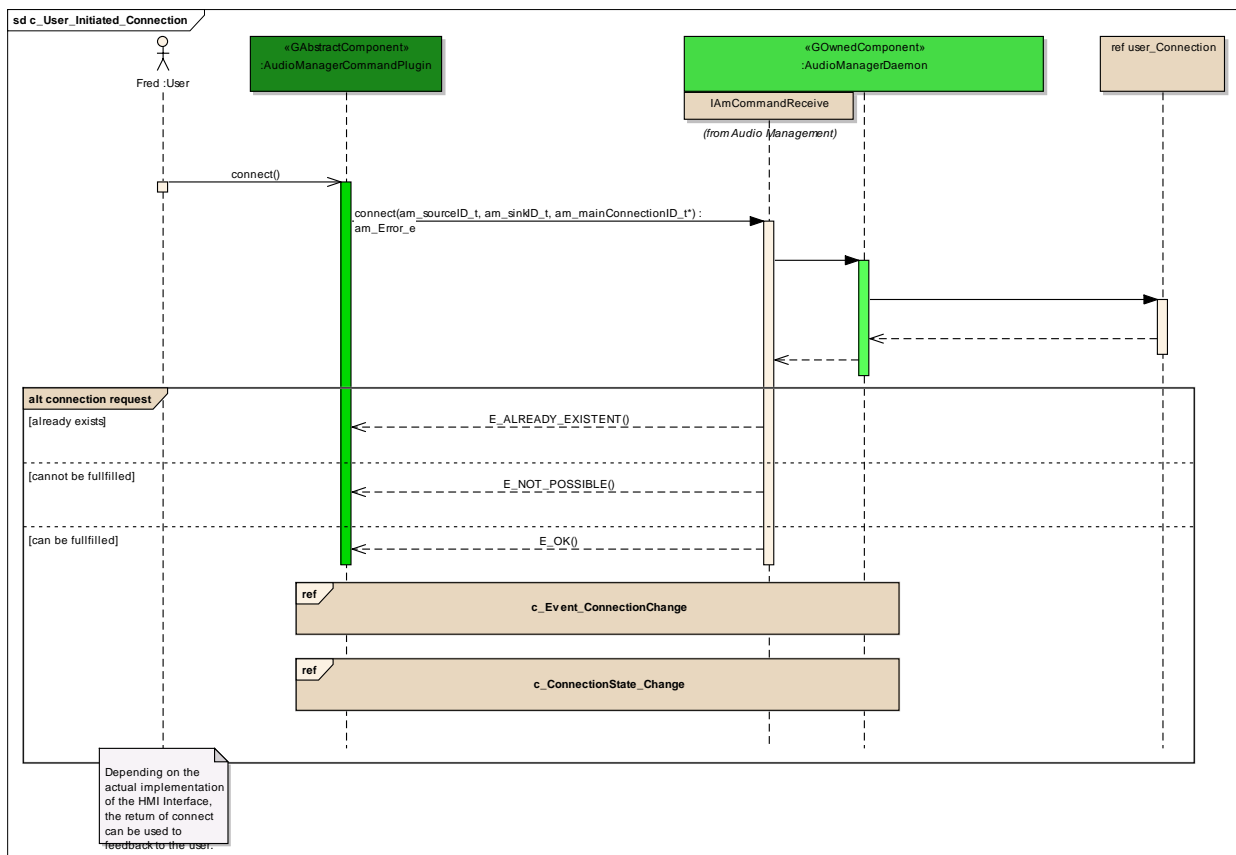 sd c_User_Initiated_Connection
Fred :User
«GAbstractComponent»
:AudioManagerCommandPlugin
«GOwnedComponent»
:AudioManagerDaemon
ref user_Connection
IAmCommandReceive
(from Audio Management)
connect()
connect(am_sourceID_t, am_sinkID_t, am_mainConnectionID_t*) :
am_Error_e
alt connection request
[already exists]
E_ALREADY_EXISTENT()
[cannot be fullfilled]
E_NOT_POSSIBLE()
[can be fullfilled]
E_OK()
ref
c_Event_ConnectionChange
ref
c_ConnectionState_Change
Depending on the
actual implementation
of the HMI Interface,
the return of connect
can be used to
feedback to the user.